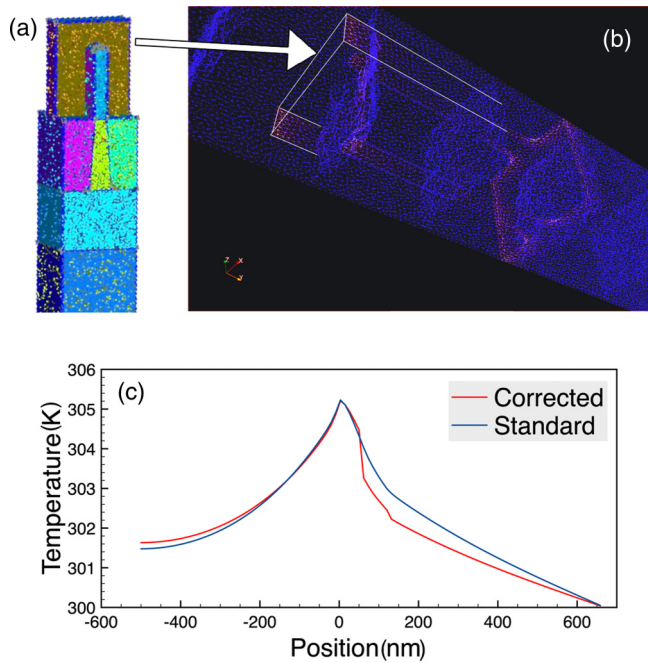 (a)
(b)
Z
X
Y
(c)
306
305
304
303
302
301
300
Temperature(K)
Corrected
Standard
-600 -400 -200 0 200 400 600
Position(nm)